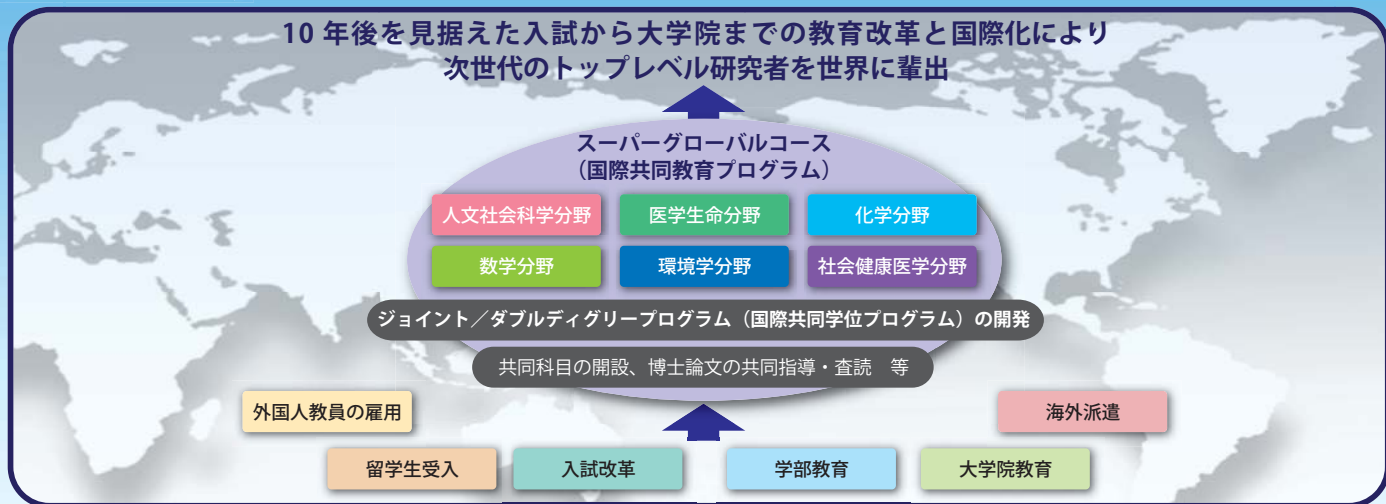 10 年後を見据えた入試から大学院までの教育改革と国際化により
次世代のトップレベル研究者を世界に輩出
スーパーグローバルコース
（国際共同教育プログラム）
人文社会科学分野
医学生命分野
化学分野
数学分野
環境学分野
社会健康医学分野
ジョイント／ダブルディグリープログラム（国際共同学位プログラム）の開発
共同科目の開設、博士論文の共同指導・査読　等
外国人教員の雇用
海外派遣
留学生受入
入試改革
学部教育
大学院教育